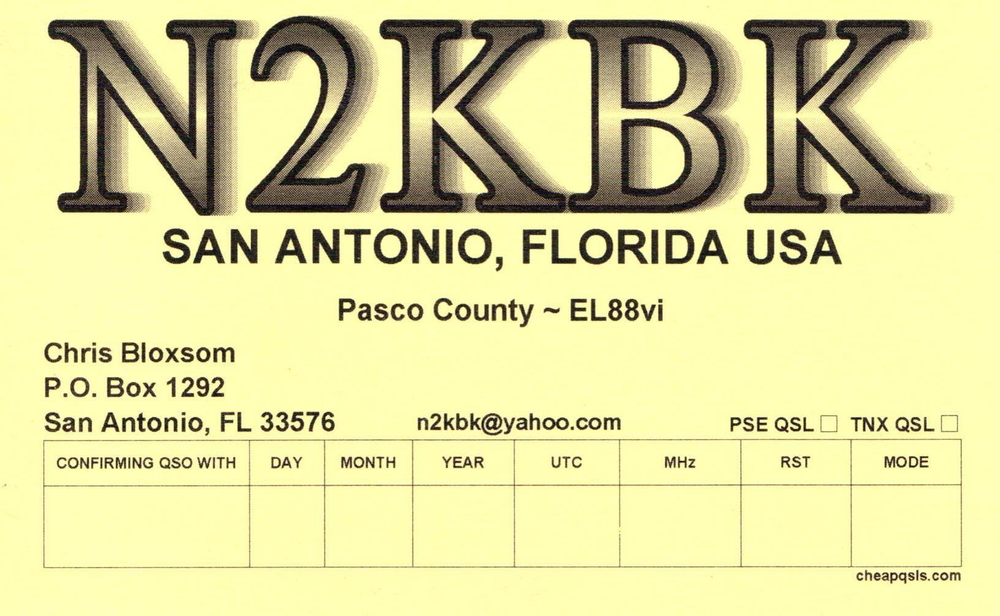 N2KBK
SAN ANTONIO, FLORIDA USA
Pasco County ~ EL88vi
Chris Bloxsom
P.O. Box 1292
San Antonio, FL 33576 n2kbk@yahoo.com PSE QSL ☐ TNX QSL ☐
CONFIRMING QSO WITH DAY MONTH YEAR UTC MHz RST MODE
cheapqsls.com